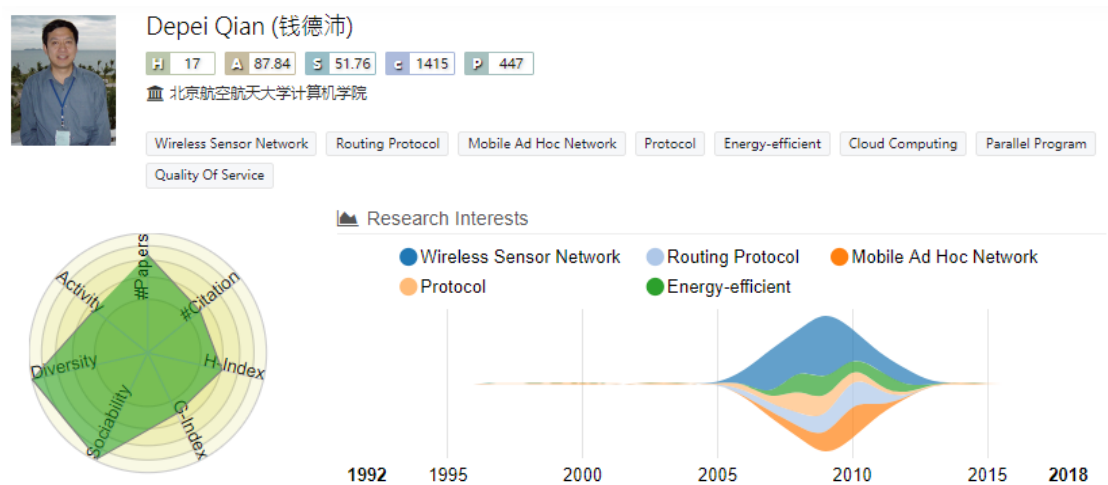 Depei Qian (钱德沛)
H 17 A 87.84 S 51.76 c 1415 P 447
北京航空航天大学计算机学院
Wireless Sensor Network Routing Protocol Mobile Ad Hoc Network Protocol Energy-efficient Cloud Computing Parallel Program
Quality Of Service
Research Interests
Wireless Sensor Network Routing Protocol Mobile Ad Hoc Network
Protocol Energy-efficient
#Papers
#Citation
H-Index
G-Index
Sociability
Diversity
Activity
1992 1995 2000 2005 2010 2015 2018